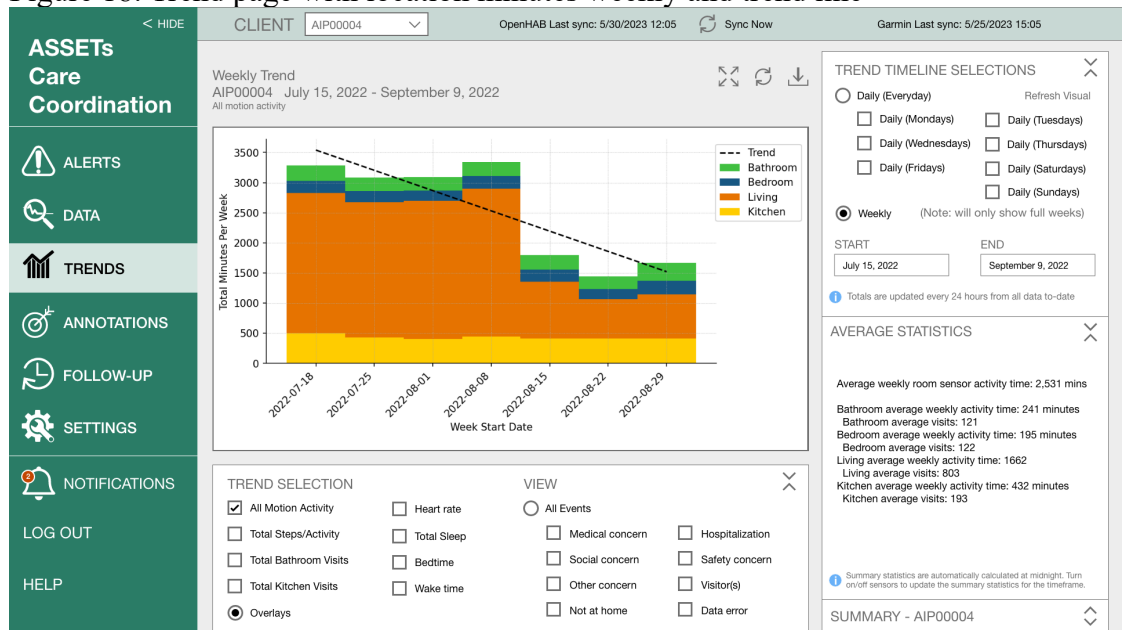 Figure 18: Trend page with location minutes weekly and trend line
< HIDE
ASSETs
Care
Coordination
ALERTS
DATA
TRENDS
ANNOTATIONS
FOLLOW-UP
SETTINGS
2
NOTIFICATIONS
LOG OUT
HELP
CLIENT
AIP00004
OpenHAB Last sync: 5/30/2023 12:05
Sync Now
Garmin Last sync: 5/25/2023 15:05
Weekly Trend
AIP00004 July 15, 2022 - September 9, 2022
All motion activity
Total Minutes Per Week
3500
3000
2500
2000
1500
1000
500
0
2022-07-18
2022-07-25
2022-08-01
2022-08-08
2022-08-15
2022-08-22
2022-08-29
Week Start Date
Trend
Bathroom
Bedroom
Living
Kitchen
TREND SELECTION
All Motion Activity
Heart rate
Total Steps/Activity
Total Sleep
Total Bathroom Visits
Bedtime
Total Kitchen Visits
Wake time
Overlays
VIEW
All Events
Medical concern
Hospitalization
Social concern
Safety concern
Other concern
Visitor(s)
Not at home
Data error
TREND TIMELINE SELECTIONS
Daily (Everyday)
Refresh Visual
Daily (Mondays)
Daily (Tuesdays)
Daily (Wednesdays)
Daily (Thursdays)
Daily (Fridays)
Daily (Saturdays)
Daily (Sundays)
Weekly
(Note: will only show full weeks)
START
END
July 15, 2022
September 9, 2022
Totals are updated every 24 hours from all data to-date
AVERAGE STATISTICS
Average weekly room sensor activity time: 2,531 mins
Bathroom average weekly activity time: 241 minutes
Bathroom average visits: 121
Bedroom average weekly activity time: 195 minutes
Bedroom average visits: 122
Living average weekly activity time: 1662
Living average visits: 803
Kitchen average weekly activity time: 432 minutes
Kitchen average visits: 193
Summary statistics are automatically calculated at midnight. Turn
on/off sensors to update the summary statistics for the timeframe.
SUMMARY - AIP00004